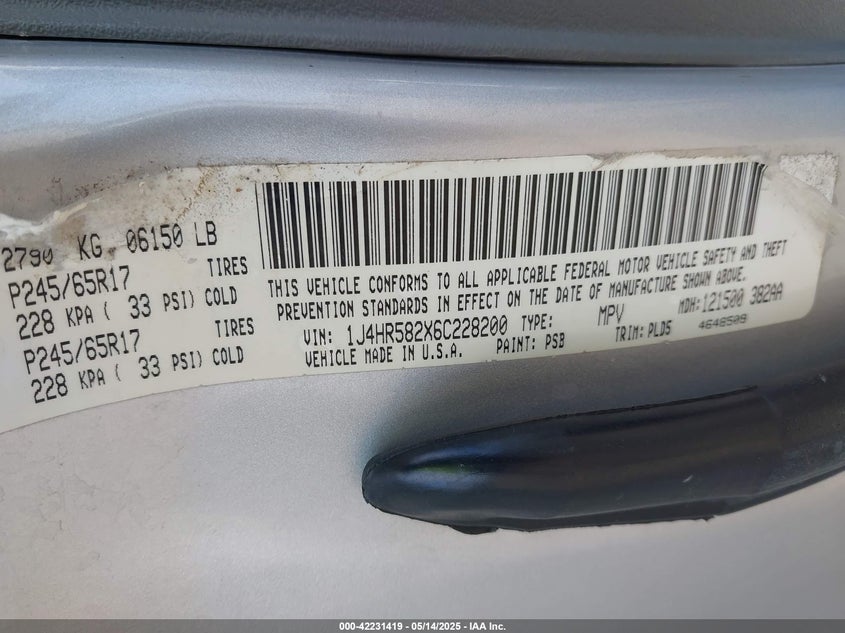 2790 KG 06150 LB
P245/65R17 TIRES
228 KPA ( 33 PSI) COLD
P245/65R17 TIRES
228 KPA ( 33 PSI) COLD
THIS VEHICLE CONFORMS TO ALL APPLICABLE FEDERAL MOTOR VEHICLE SAFETY AND THEFT
PREVENTION STANDARDS IN EFFECT ON THE DATE OF MANUFACTURE SHOWN ABOVE.
VIN: 1J4HR582X6C228200 TYPE: MPV MDH: 121500 382AA
VEHICLE MADE IN U.S.A. PAINT: PSB TRIM: PLD5 4648509
000-42231419 - 05/14/2025 - IAA Inc.